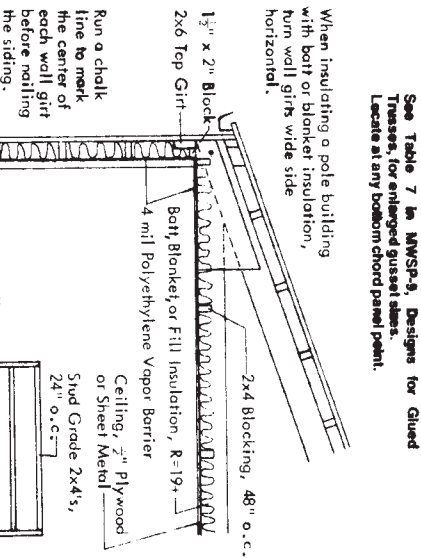 See Table 7 in MWSP-9, Designs for Glued
Trusses, for enlarged gusset sizes.
Locate at any bottom chord panel point.
When insulating a pole building
with batt or blanket insulation,
turn wall girts wide side
horizontal.
1½" x 2" Block
2x6 Top Girt
Run a chalk
line to mark
the center of
each wall girt
before nailing
the siding.
2x4 Blocking, 48" o.c.
Batt, Blanket, or Fill Insulation, R=19+
4 mil Polyethylene Vapor Barrier
Ceiling, ½" Plywood
or Sheet Metal
Stud Grade 2x4's,
24" o.c.